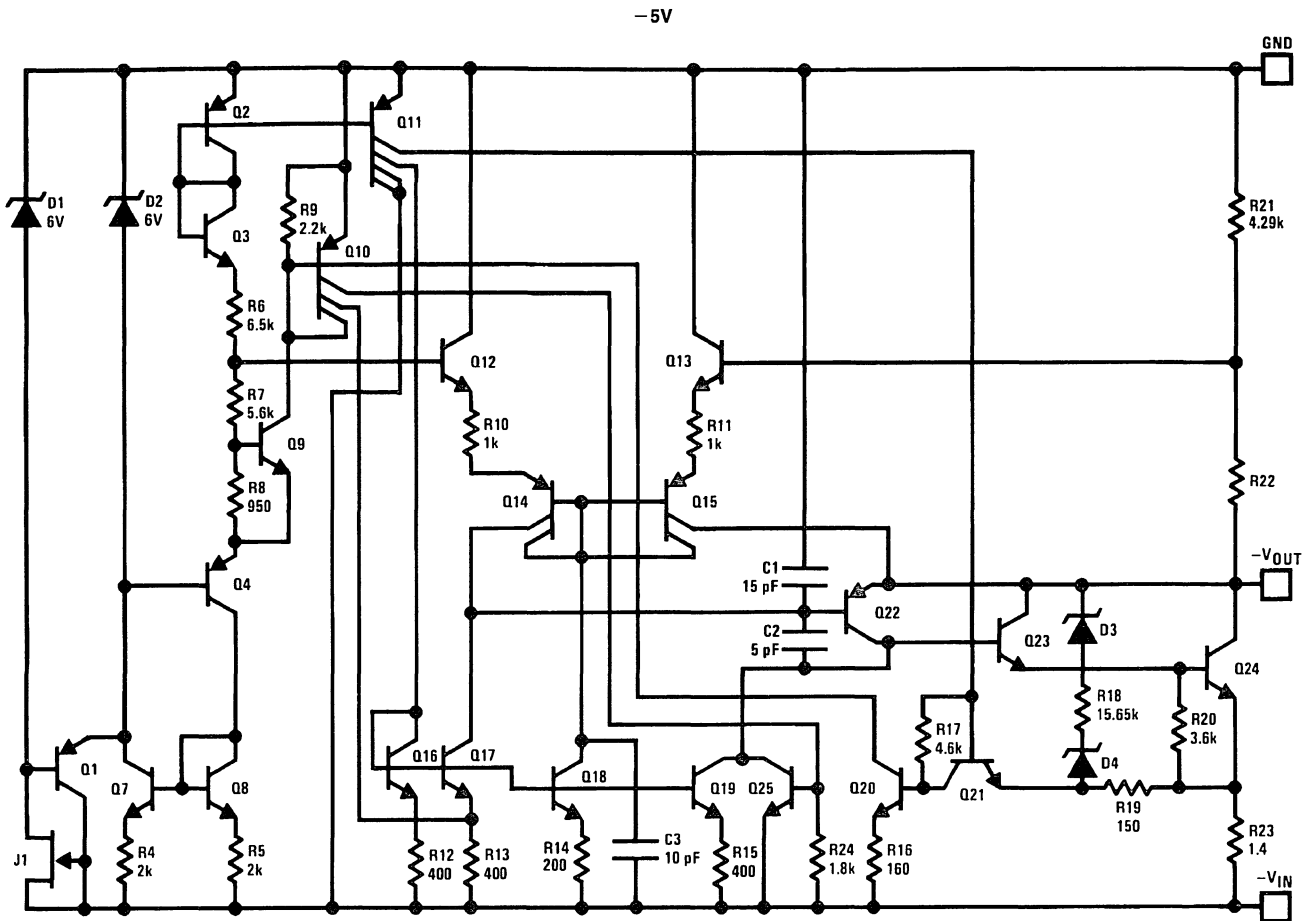 −5V
GND
Q2
Q11
D1
6V
D2
6V
R9
2.2k
R21
4.29k
Q3
Q10
R6
6.5k
Q12
Q13
R7
5.6k
R10
1k
R11
1k
Q9
R22
R8
950
Q14
Q15
−VOUT
C1
15 pF
Q4
Q22
C2
5 pF
Q23
D3
Q24
R18
15.65k
R20
3.6k
R17
4.6k
Q1
Q7
Q8
Q16
Q17
Q18
Q19
Q25
Q20
Q21
D4
R19
150
J1
R4
2k
R5
2k
R12
400
R13
400
R14
200
C3
10 pF
R15
400
R24
1.8k
R16
160
R23
1.4
−VIN